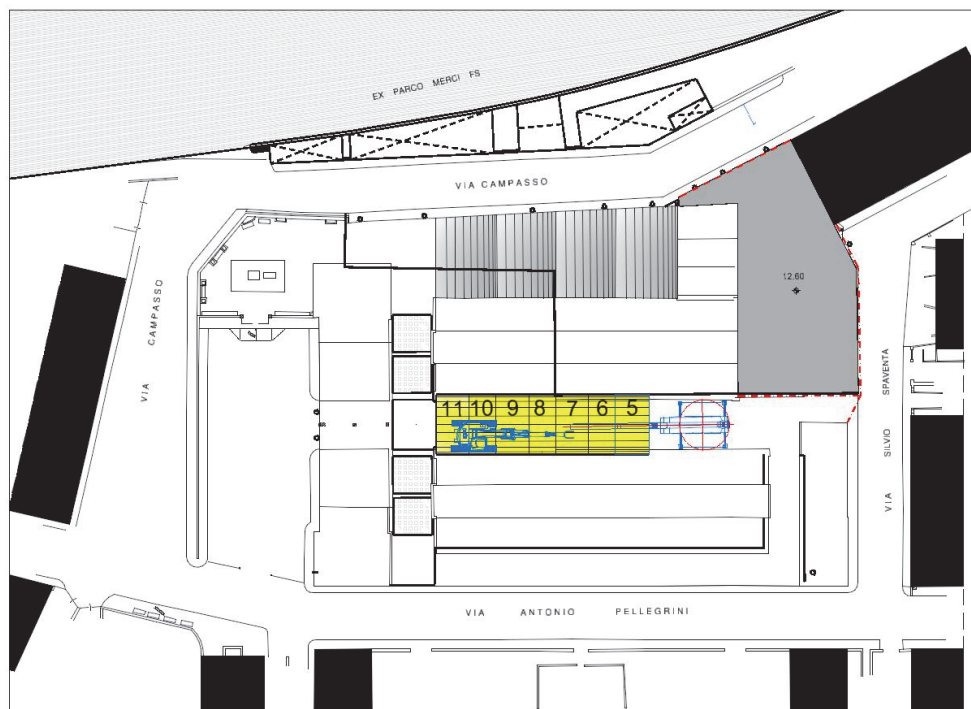 EX PARCO MERCI FS
VIA CAMPASSO
VIA CAMPASSO
12.60
VIA SILVIO SPAVENTA
11 10 9 8 7 6 5
VIA ANTONIO PELLEGRINI